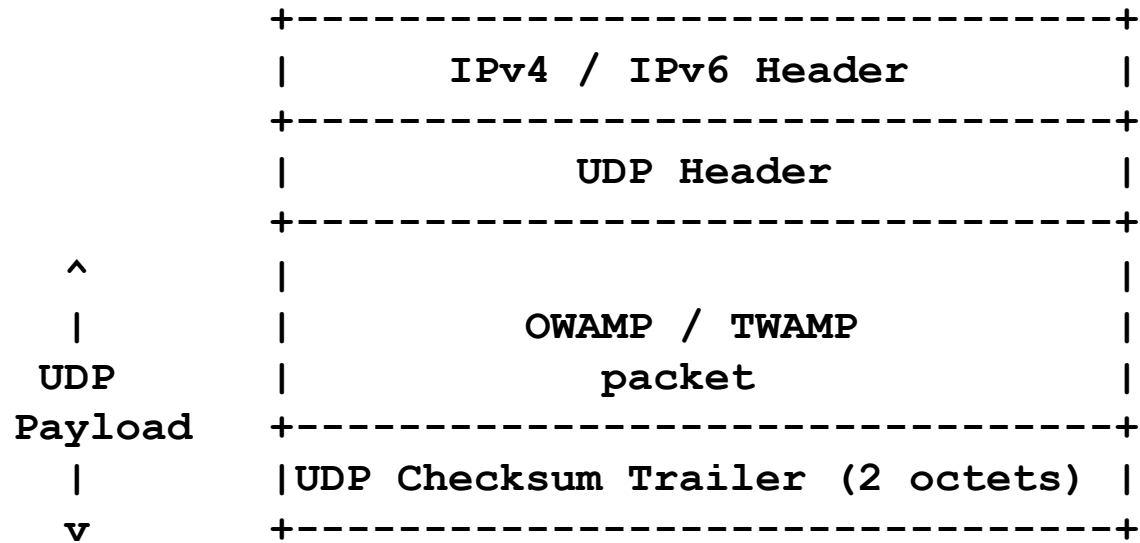 +---------------------------------+
                |      IPv4 / IPv6 Header         |
                +---------------------------------+
                |           UDP Header            |
                +---------------------------------+
   ^            |                                 |
   |            |         OWAMP / TWAMP           |
  UDP           |            packet               |
Payload         +---------------------------------+
   |            |UDP Checksum Trailer (2 octets)  |
   v            +---------------------------------+